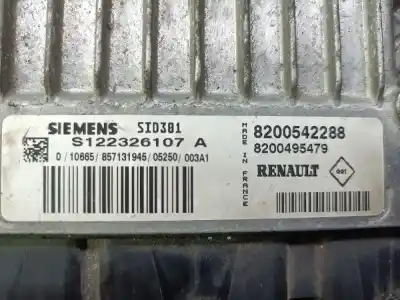 SIEMENS SID301
S122326107 A
0/10665/857131945/05250/003A1
MADE IN FRANCE
8200542288
8200495479
RENAULT